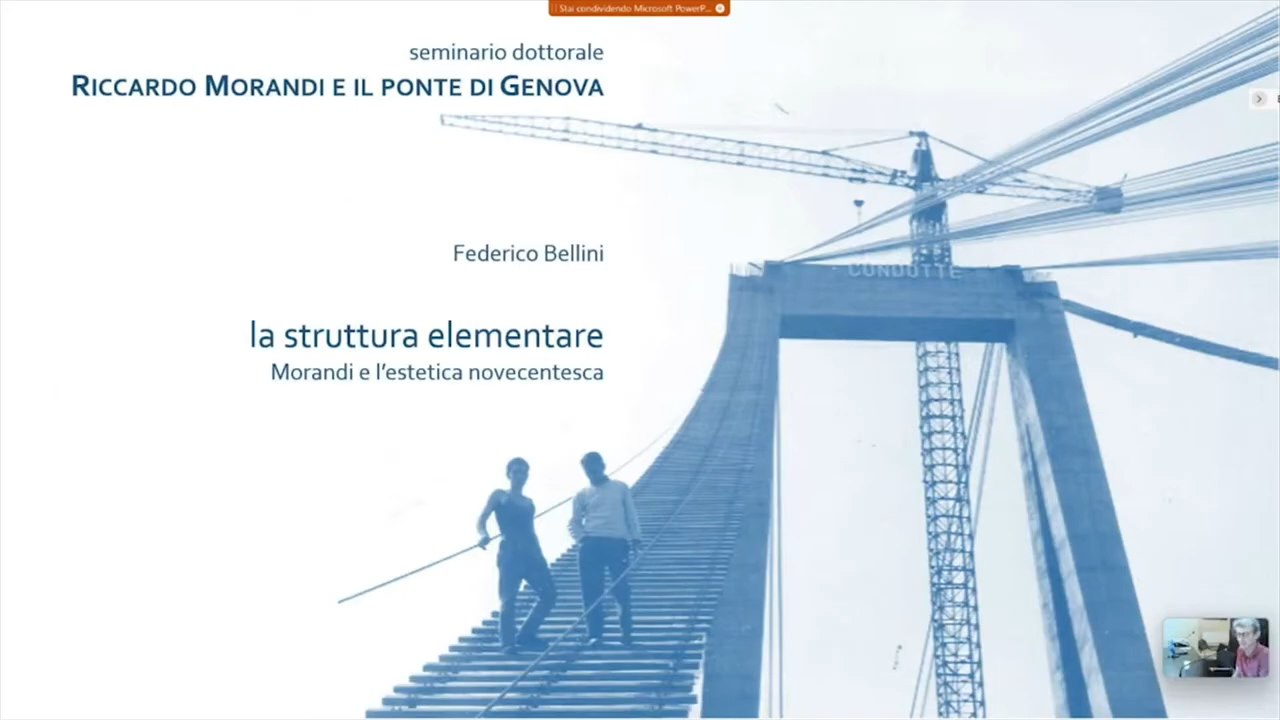 Stai condividendo Microsoft PowerP...
seminario dottorale
RICCARDO MORANDI E IL PONTE DI GENOVA
CONDOTTE
Federico Bellini
la struttura elementare
Morandi e l'estetica novecentesca